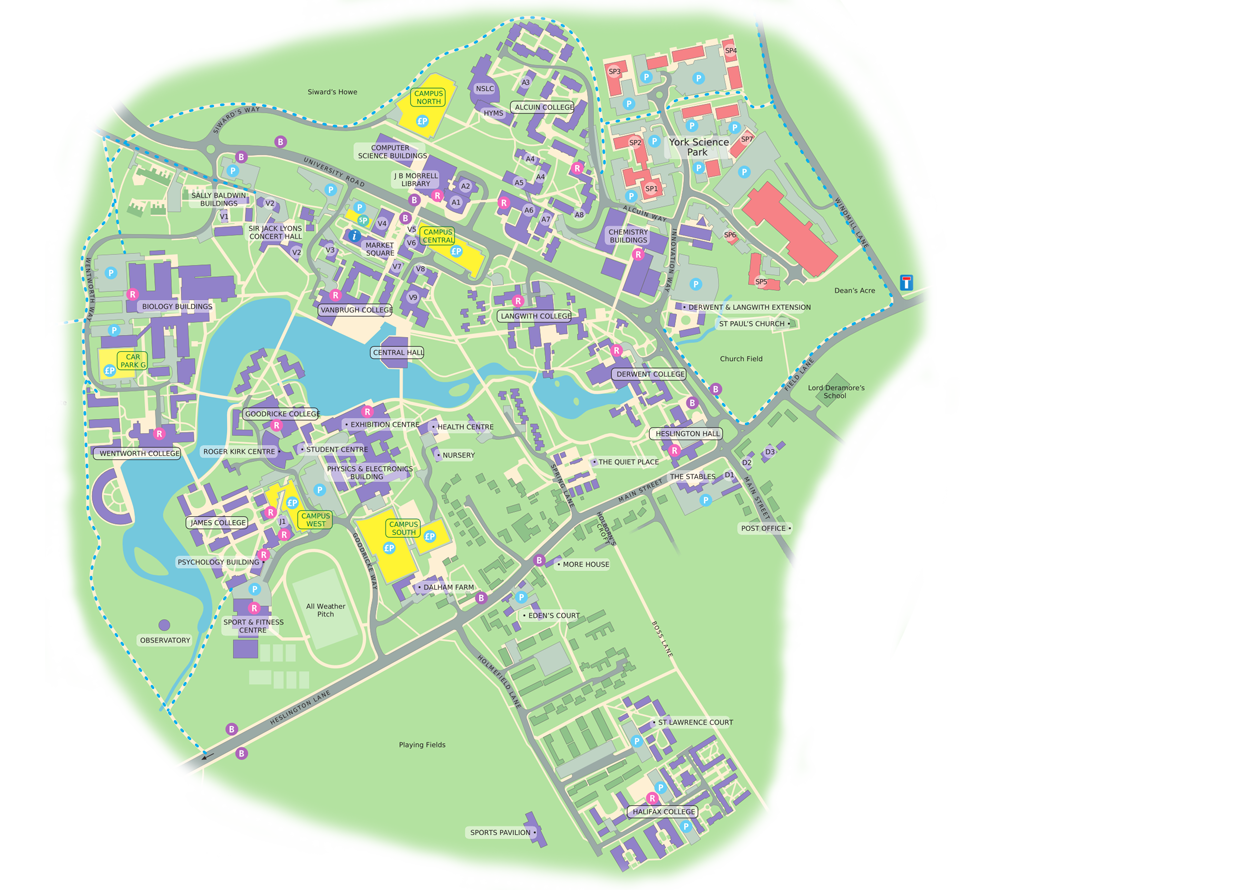 Siward's Howe
SIWARD'S WAY
CAMPUS
NORTH
£P
NSLC
HYMS
A3
ALCUIN COLLEGE
SP3
SP4
P
P
P
P
P
SP2
P
York Science
Park
SP7
P
P
SP1
B
B
P
UNIVERSITY ROAD
COMPUTER
SCIENCE BUILDINGS
J B MORRELL
LIBRARY
R
A2
A1
A4
A4
A5
R
R
A6
A7
A8
ALCUIN WAY
WINDMILL LANE
SALLY BALDWIN
BUILDINGS
V1
V2
P
P
SP
i
V4
B
B
V5
V6
CAMPUS
CENTRAL
£P
SIR JACK LYONS
CONCERT HALL
V2
V3
MARKET
SQUARE
V7
V8
V9
CHEMISTRY
BUILDINGS
R
INNOVATION WAY
SP6
SP5
P
Dean's Acre
WENTWORTH WAY
P
R
BIOLOGY BUILDINGS
R
VANBRUGH COLLEGE
R
LANGWITH COLLEGE
• DERWENT & LANGWITH EXTENSION
ST PAUL'S CHURCH •
P
CAR
PARK G
£P
CENTRAL HALL
R
DERWENT COLLEGE
Church Field
FIELD LANE
Lord Deramore's
School
B
B
GOODRICKE COLLEGE
R
R
• EXHIBITION CENTRE
• HEALTH CENTRE
HESLINGTON HALL
R
R
WENTWORTH COLLEGE
ROGER KIRK CENTRE •
• STUDENT CENTRE
• NURSERY
PHYSICS & ELECTRONICS
BUILDING
• THE QUIET PLACE
SPRING LANE
MAIN STREET
THE STABLES
D1
D2
D3
P
MAIN STREET
POST OFFICE •
P
£P
R
J1
CAMPUS
WEST
JAMES COLLEGE
R
CAMPUS
SOUTH
£P
£P
HOLBURN'S
CROFT
R
PSYCHOLOGY BUILDING •
GOODRICKE WAY
B
• MORE HOUSE
P
• DALHAM FARM
B
P
R
All Weather
Pitch
• EDEN'S COURT
SPORT & FITNESS
CENTRE
OBSERVATORY
BOSS LANE
HOLMEFIELD LANE
HESLINGTON LANE
B
B
Playing Fields
• ST LAWRENCE COURT
P
P
R
HALIFAX COLLEGE
P
SPORTS PAVILION •